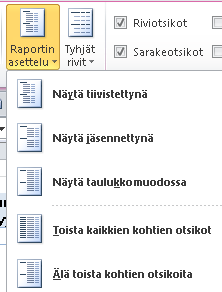 Raportin
asettelu
Tyhjät
rivit
Riviotsikot
Sarakeotsikot
Näytä tiivistettynä
Näytä jäsennettynä
Näytä taulukkomuodossa
Toista kaikkien kohtien otsikot
Älä toista kohtien otsikoita